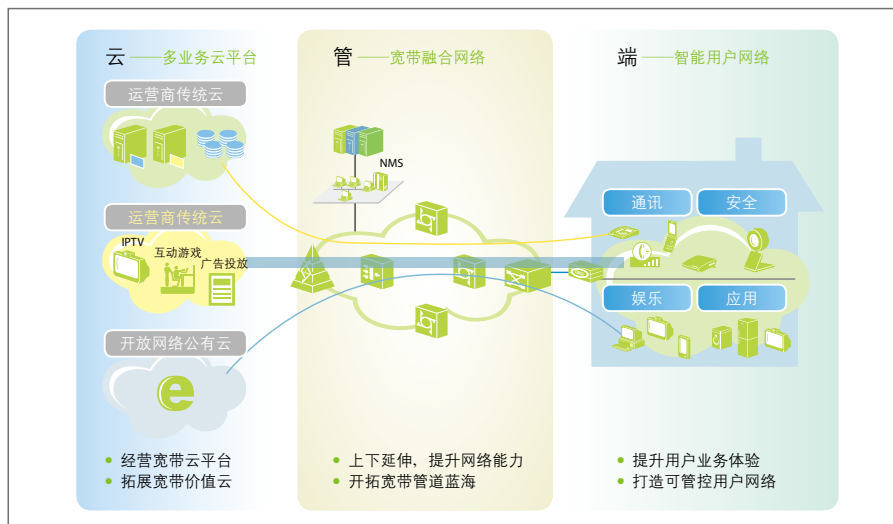 云——多业务云平台
运营商传统云
运营商传统云
IPTV
互动游戏
广告投放
开放网络公有云
e
• 经营宽带云平台
• 拓展宽带价值云
管——宽带融合网络
NMS
• 上下延伸，提升网络能力
• 开拓宽带管道蓝海
端——智能用户网络
通讯
安全
娱乐
应用
• 提升用户业务体验
• 打造可管控用户网络